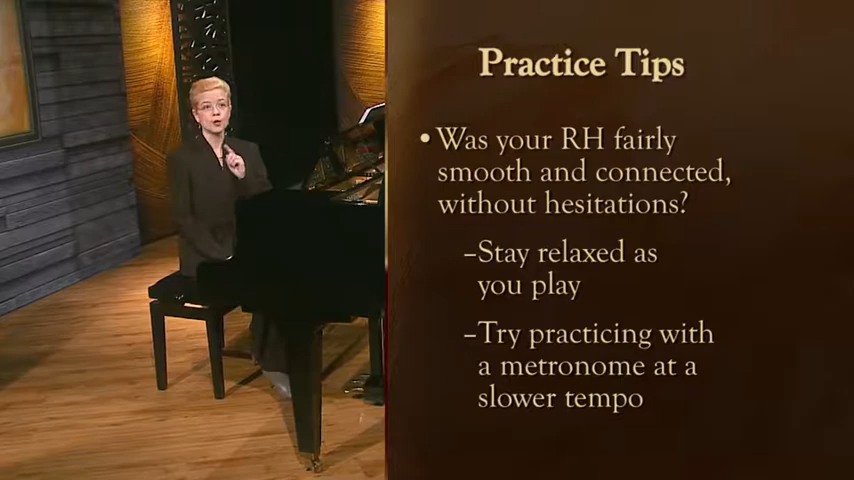 Practice Tips
• Was your RH fairly
smooth and connected,
without hesitations?
–Stay relaxed as
you play
–Try practicing with
a metronome at a
slower tempo